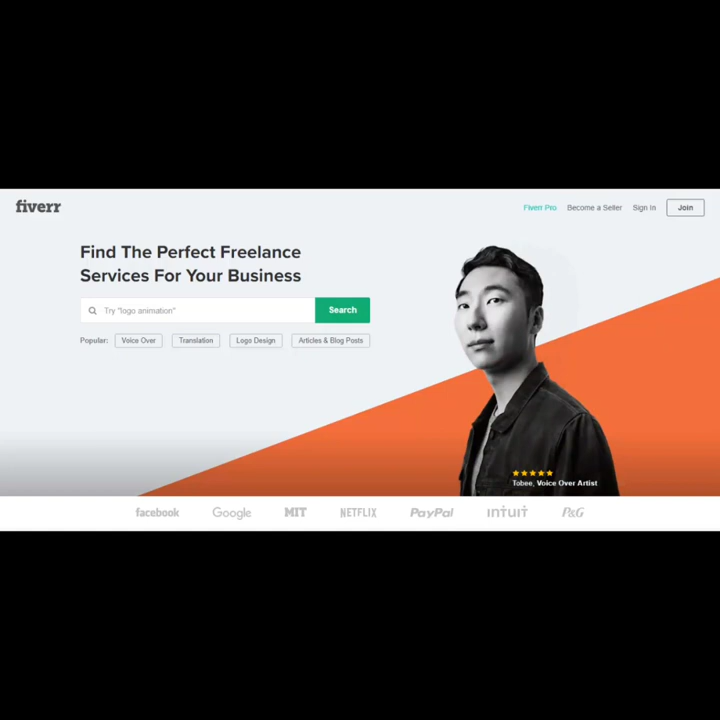 fiverr
Fiverr Pro Become a Seller Sign In Join
Find The Perfect Freelance
Services For Your Business
Try "logo animation" Search
Popular: Voice Over Translation Logo Design Articles & Blog Posts
★★★★★
Tobee, Voice Over Artist
facebook Google MIT NETFLIX PayPal intuit P&G